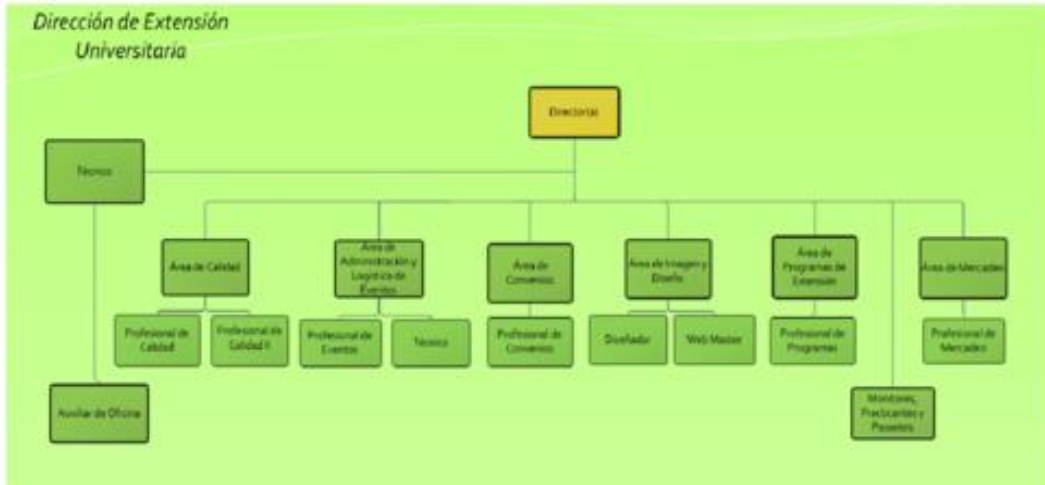 Dirección de Extensión
Universitaria
Director(a)
Técnico
Área de Calidad
Área de
Administración y
Logística de
Eventos
Área de
Convenios
Área de Imagen y
Diseño
Área de
Programas de
Extensión
Área de Mercadeo
Profesional de
Calidad
Profesional de
Calidad II
Profesional de
Eventos
Técnico
Profesional de
Convenios
Diseñador
Web Master
Profesional de
Programas
Profesional de
Mercadeo
Auxiliar de Oficina
Monitores,
Practicantes y
Pasantes